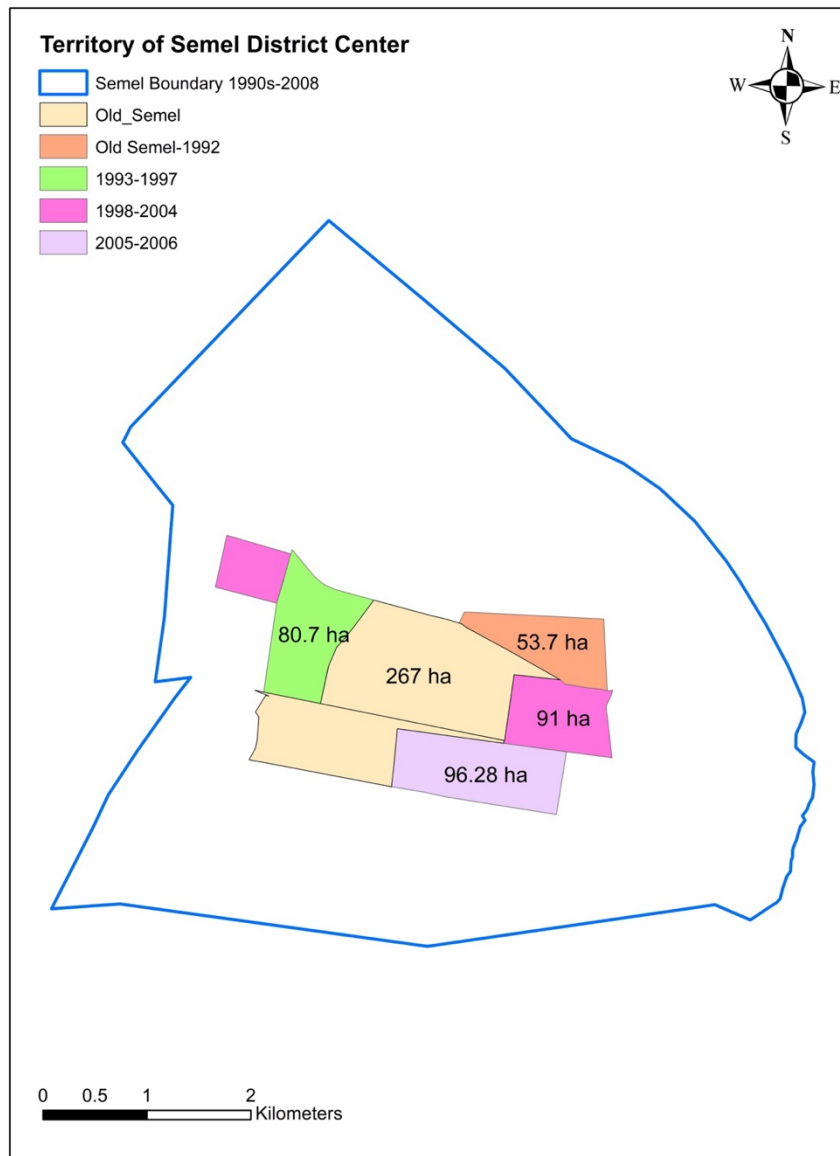 Territory of Semel District Center
Semel Boundary 1990s-2008
Old_Semel
Old Semel-1992
1993-1997
1998-2004
2005-2006
N
W E
S
53.7 ha
80.7 ha
267 ha
91 ha
96.28 ha
0 0.5 1 2
Kilometers